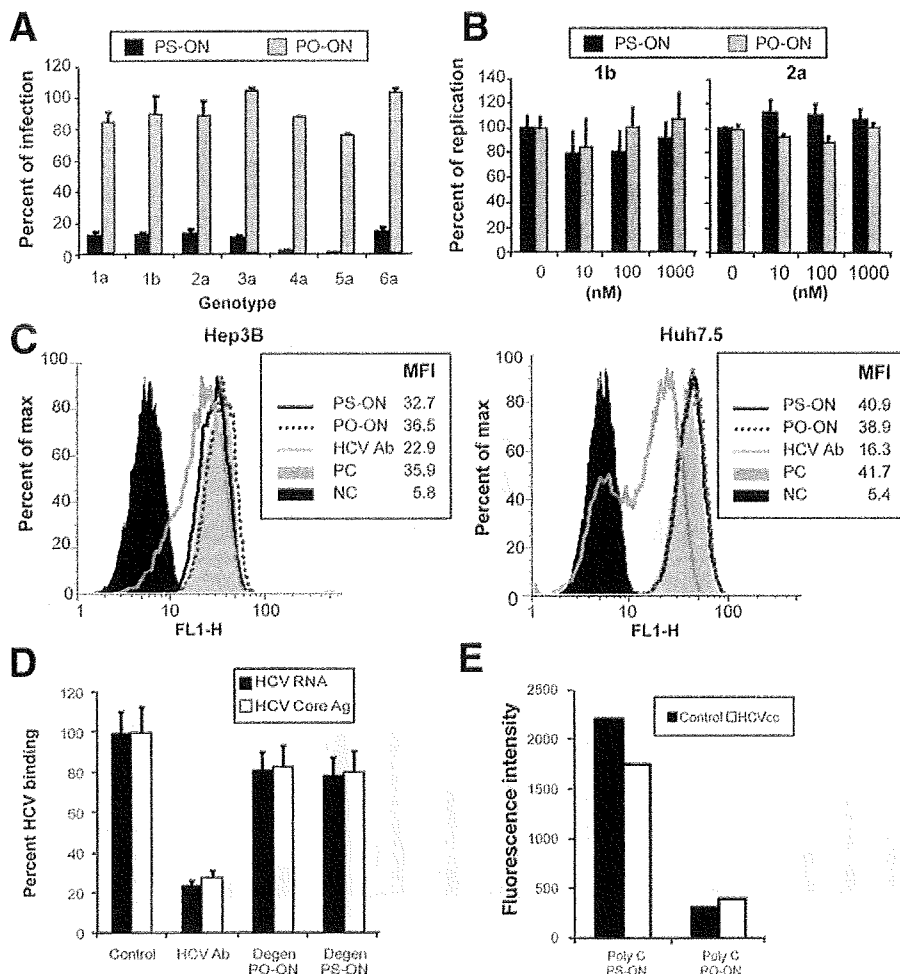 A
PS-ON PO-ON
Percent of infection
120
100
80
60
40
20
0
1a 1b 2a 3a 4a 5a 6a
Genotype
B
PS-ON PO-ON
1b 2a
Percent of replication
140
120
100
80
60
40
20
0
0 10 100 1000
(nM)
0 10 100 1000
(nM)
C
Hep3B
Percent of max
100
80
60
40
20
0
1 10 100
FL1-H
MFI
PS-ON 32.7
PO-ON 36.5
HCV Ab 22.9
PC 35.9
NC 5.8
Huh7.5
Percent of max
100
80
60
40
20
0
1 10 100
FL1-H
MFI
PS-ON 40.9
PO-ON 38.9
HCV Ab 16.3
PC 41.7
NC 5.4
D
HCV RNA
HCV Core Ag
Percent HCV binding
120
100
80
60
40
20
0
Control HCV Ab Degen PO-ON Degen PS-ON
E
Control HCVcc
Fluorescence intensity
2500
2000
1500
1000
500
0
Poly C PS-ON Poly C PO-ON